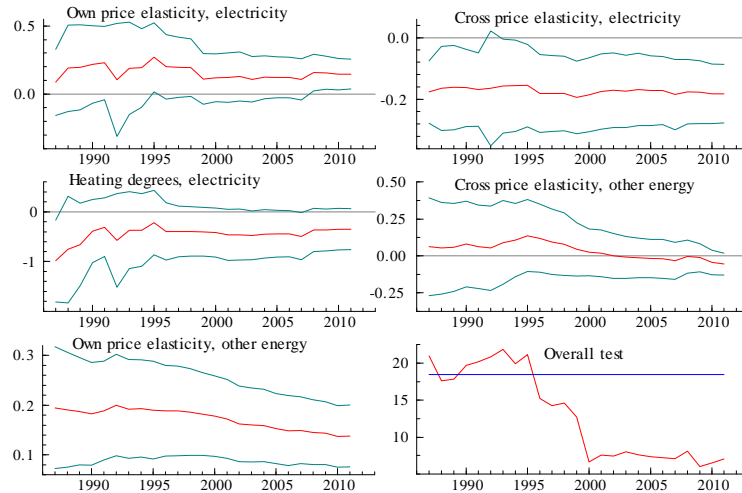 Own price elasticity, electricity
0.5
0.0
1990 1995 2000 2005 2010
Cross price elasticity, electricity
0.0
-0.2
1990 1995 2000 2005 2010
Heating degrees, electricity
0
-1
1990 1995 2000 2005 2010
Cross price elasticity, other energy
0.50
0.25
0.00
-0.25
1990 1995 2000 2005 2010
Own price elasticity, other energy
0.3
0.2
0.1
1990 1995 2000 2005 2010
Overall test
20
15
10
1990 1995 2000 2005 2010